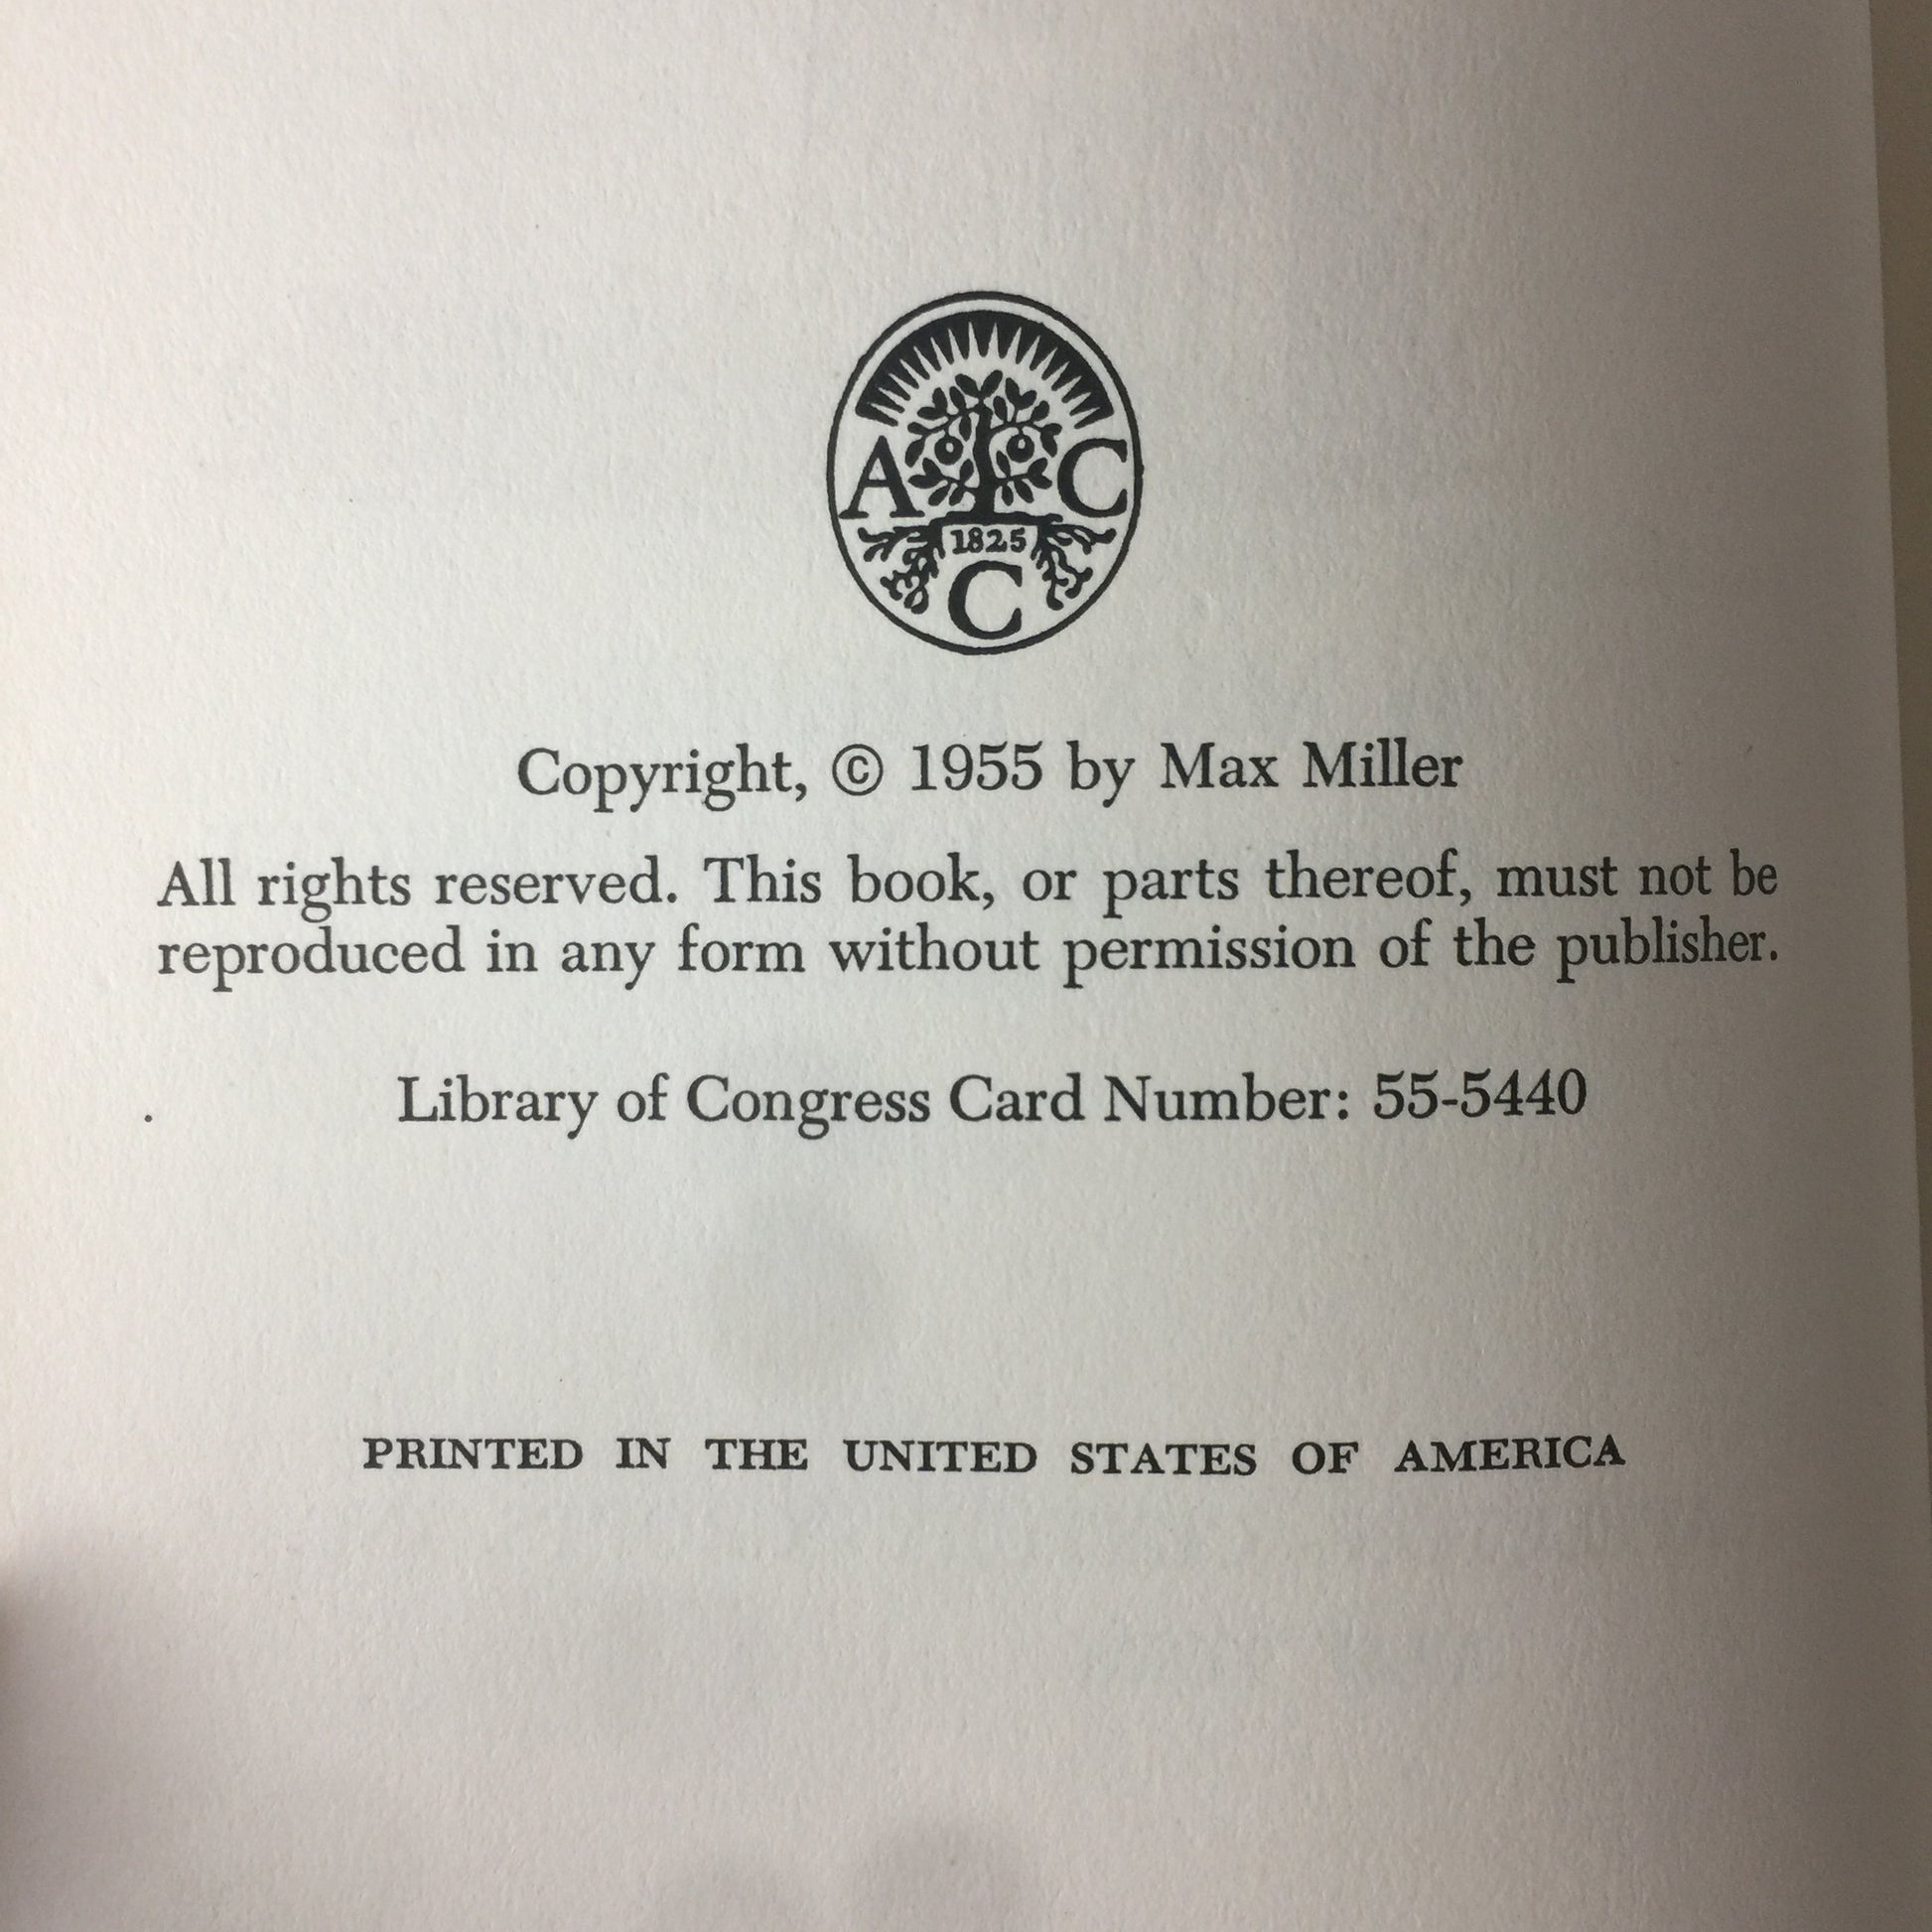 A C
1825
C
Copyright, © 1955 by Max Miller
All rights reserved. This book, or parts thereof, must not be
reproduced in any form without permission of the publisher.
Library of Congress Card Number: 55-5440
PRINTED IN THE UNITED STATES OF AMERICA